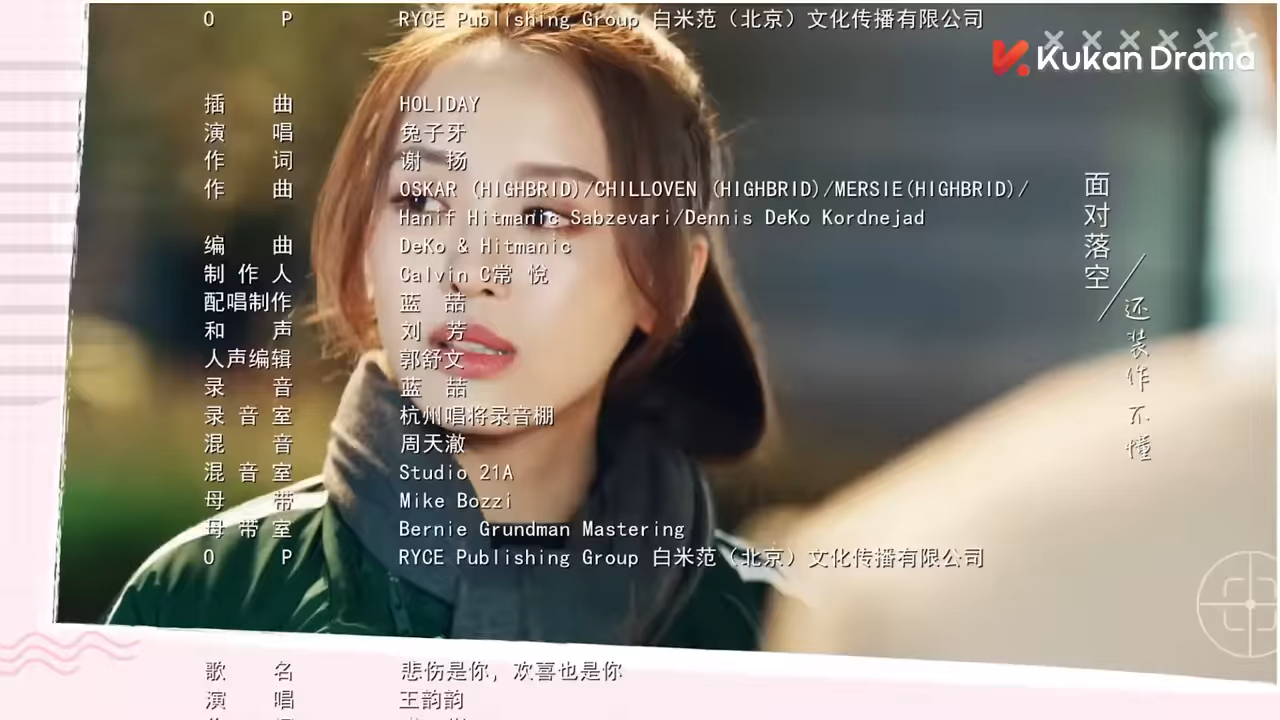 O P RYCE Publishing Group 白米范（北京）文化传播有限公司
Kukan Drama
插 曲 HOLIDAY
演 唱 兔子牙
作 词 谢 扬
作 曲 OSKAR (HIGHBRID)/CHILLOVEN (HIGHBRID)/MERSIE(HIGHBRID)/
Hanif Hitmanic Sabzevari/Dennis DeKo Kordnejad
编 曲 DeKo & Hitmanic
制 作 人 Calvin C常 悦
配唱制作 蓝 喆
和 声 刘 芳
人声编辑 郭舒文
录 音 蓝 喆
录 音 室 杭州唱将录音棚
混 音 周天澈
混 音 室 Studio 21A
母 带 Mike Bozzi
母 带 室 Bernie Grundman Mastering
O P RYCE Publishing Group 白米范（北京）文化传播有限公司
面对落空
还装作不懂
歌 名 悲伤是你，欢喜也是你
演 唱 王韵韵